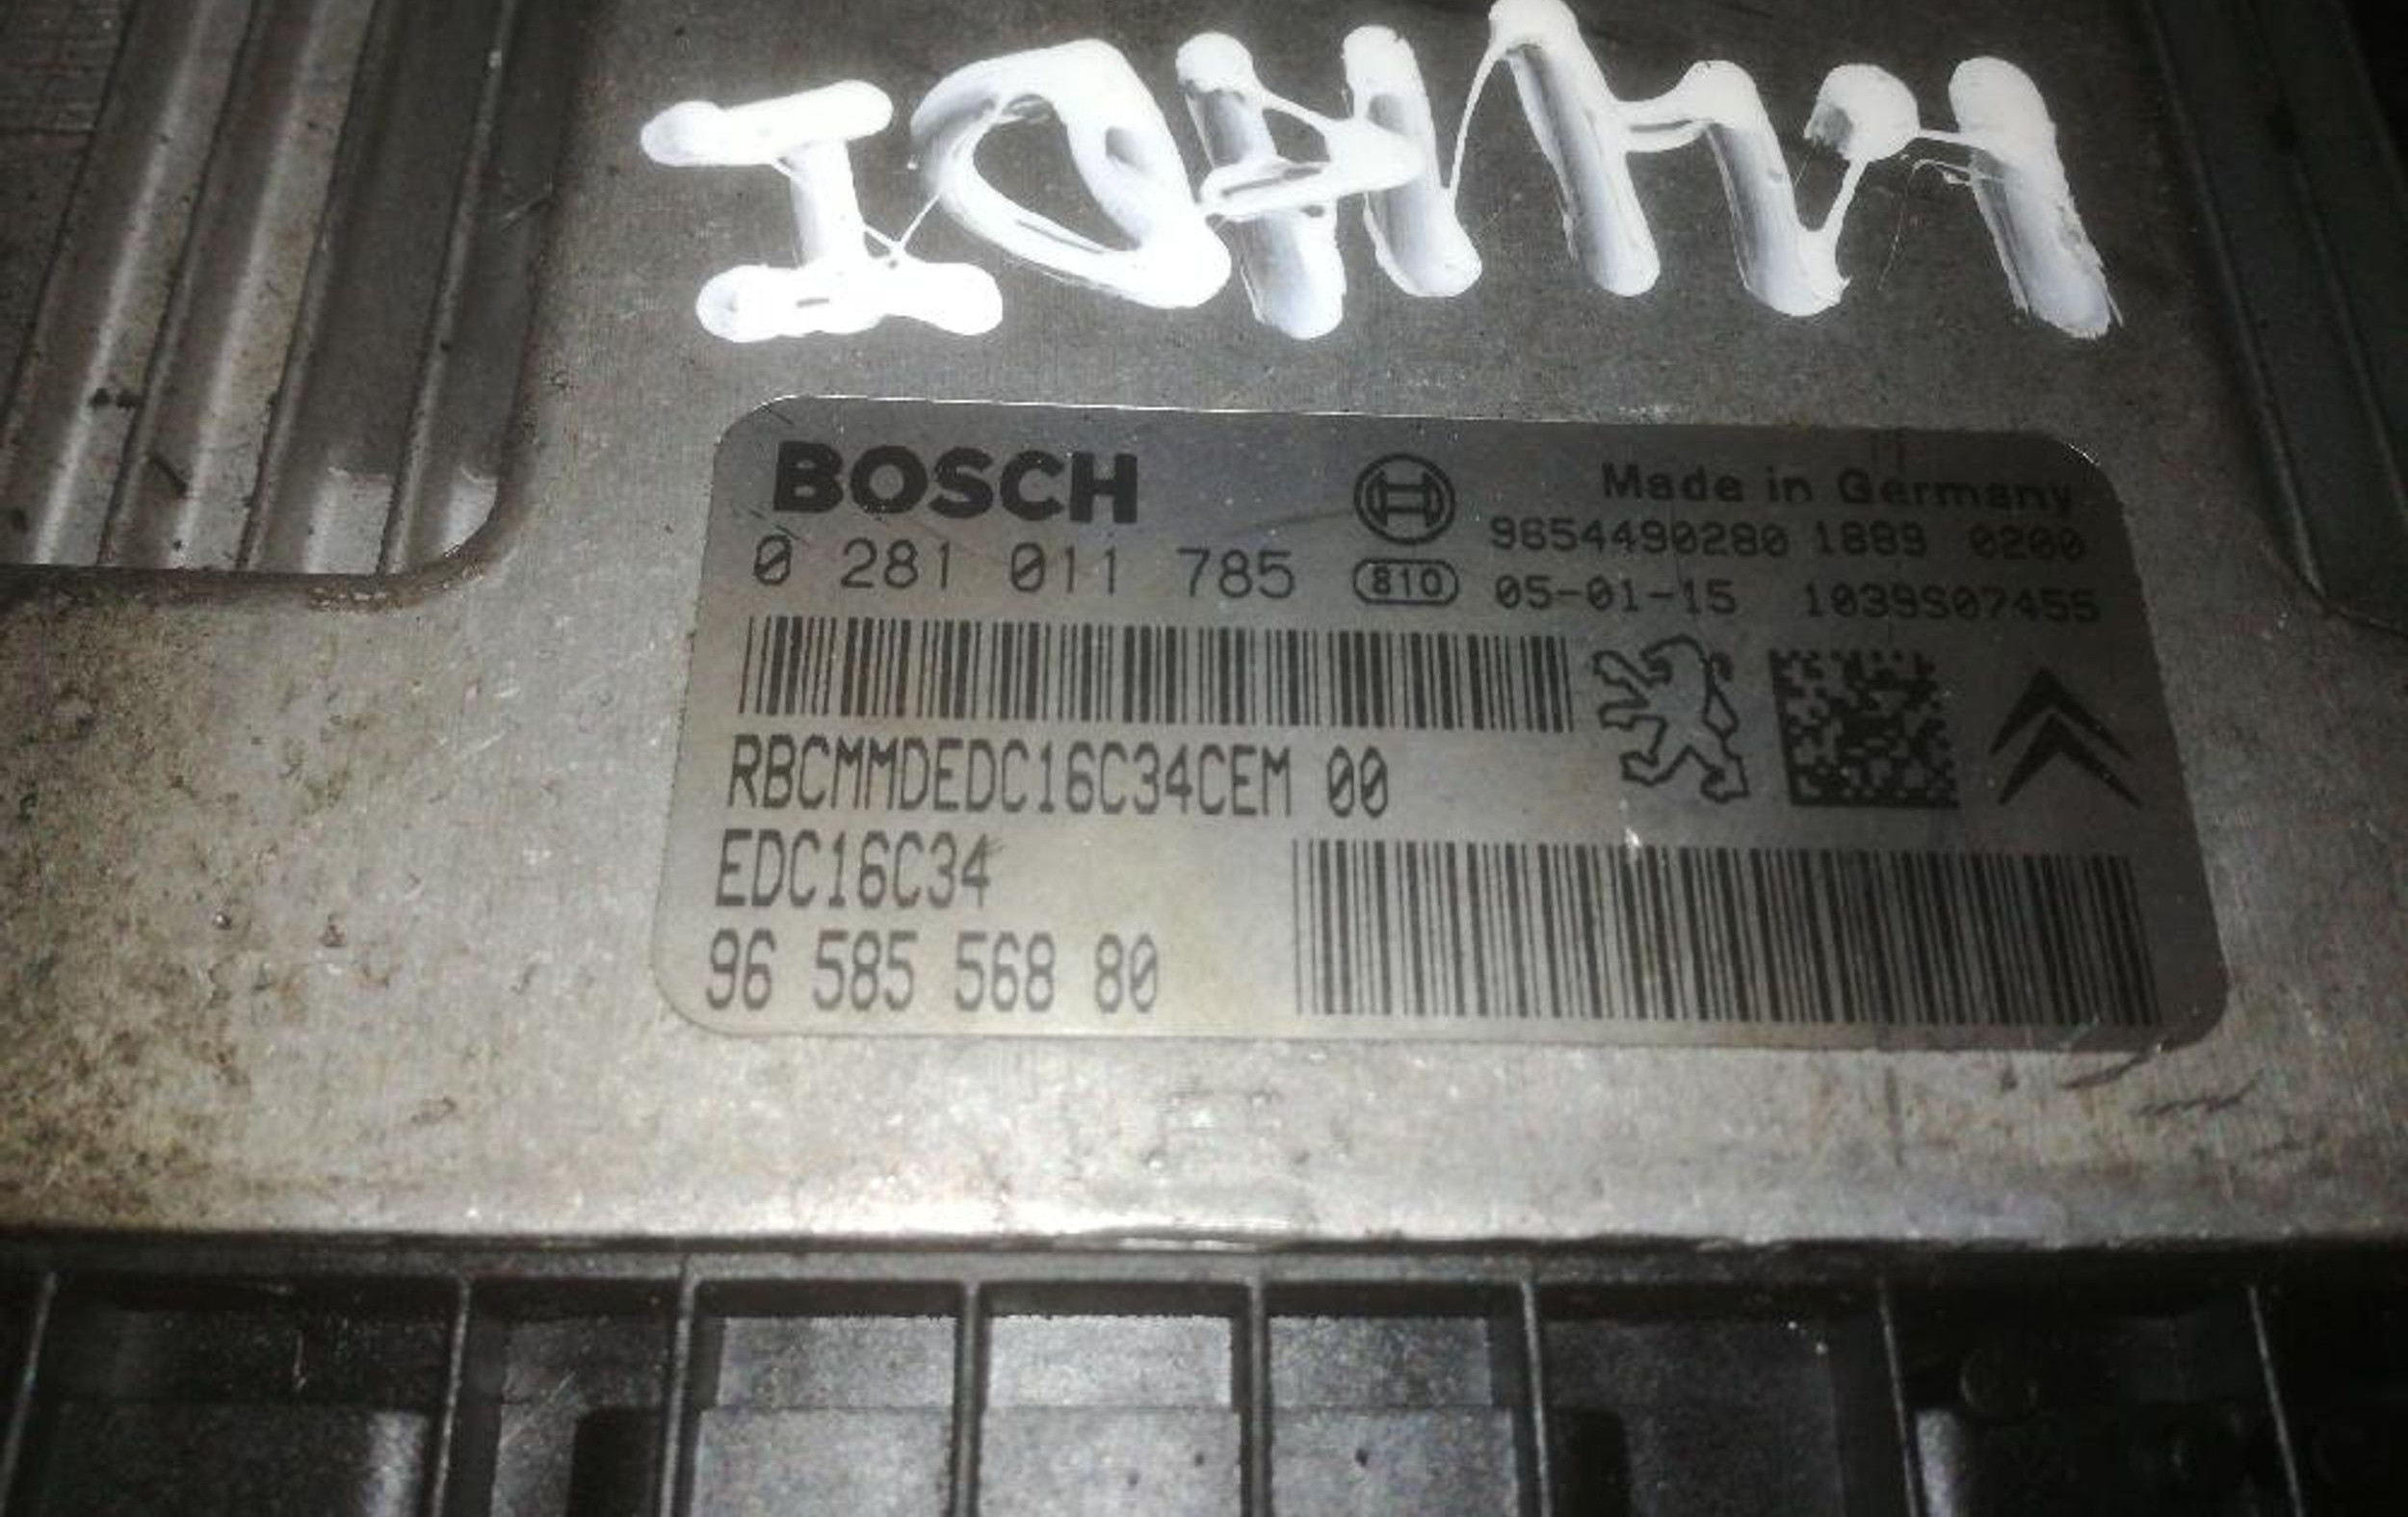 BOSCH
Made in Germany
9654490280 1889 0200
0 281 011 785
810
05-01-15 1039S07455
RBCMMDEDC16C34CEM 00
EDC16C34
96 585 568 80